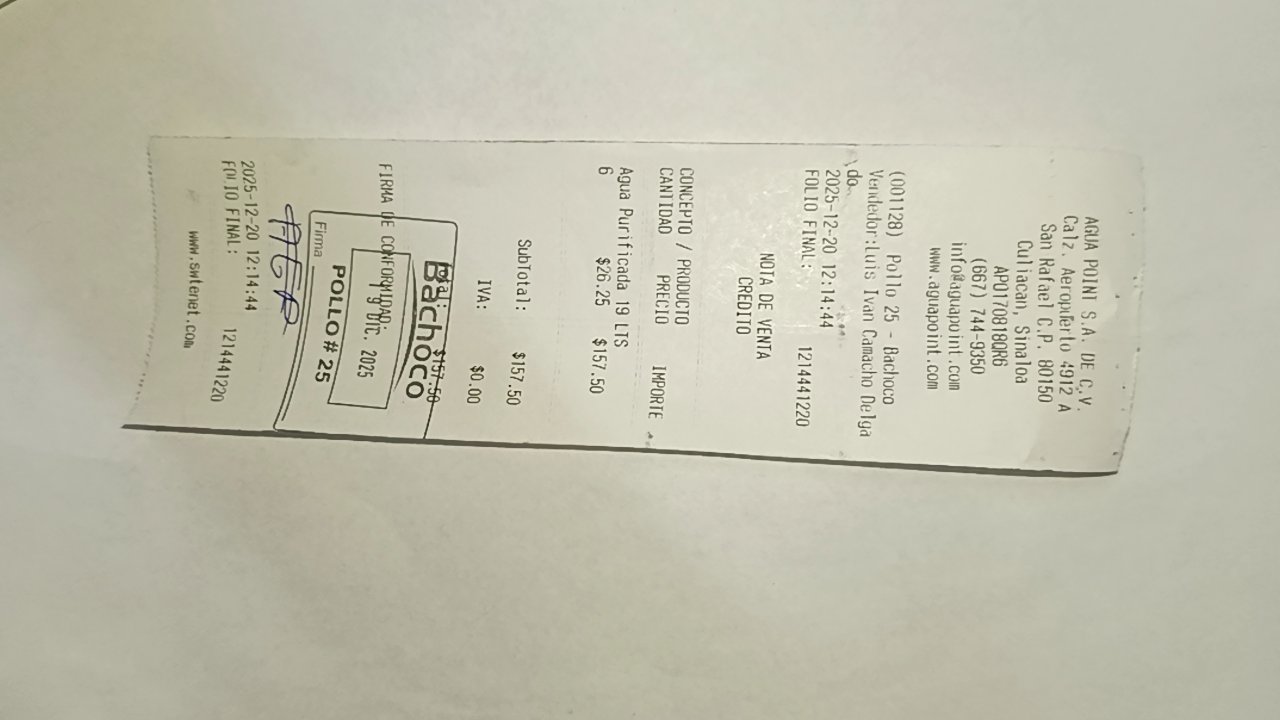 AGUA POINT S.A. DE C.V.
Calz. Aeropuerto 4912 A
San Rafael C.P. 80150
Culiacan, Sinaloa
APO170818QR6
(667) 744-9350
info@aguapoint.com
www.aguapoint.com
(001128) Pollo 25 - Bachoco
Vendedor:Luis Ivan Camacho Delga
do
2025-12-20 12:14:44
FOLIO FINAL: 1214441220
NOTA DE VENTA
CREDITO
CONCEPTO / PRODUCTO
CANTIDAD PRECIO IMPORTE
Agua Purificada 19 LTS
6 $26.25 $157.50
SubTotal: $157.50
IVA: $0.00
Total: $157.50
Bachoco
FIRMA DE CONFORMIDAD:
19 DIC. 2025
POLLO # 25
Firma
2025-12-20 12:14:44
FOLIO FINAL: 1214441220
www.swtenet.com